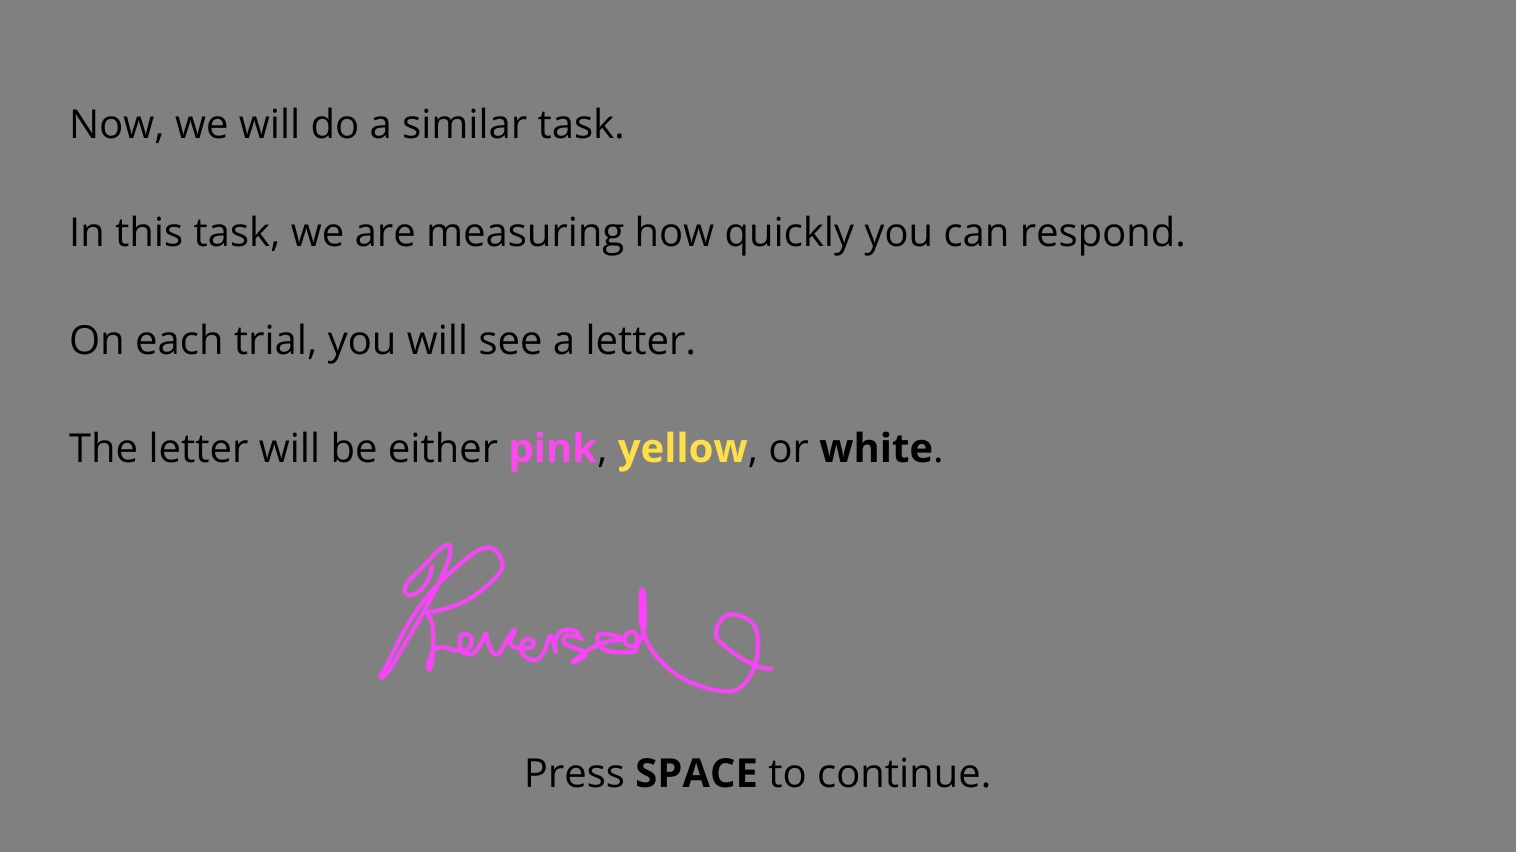 Now, we will do a similar task.
In this task, we are measuring how quickly you can respond.
On each trial, you will see a letter.
The letter will be either pink, yellow, or white.
Reversed
Press SPACE to continue.